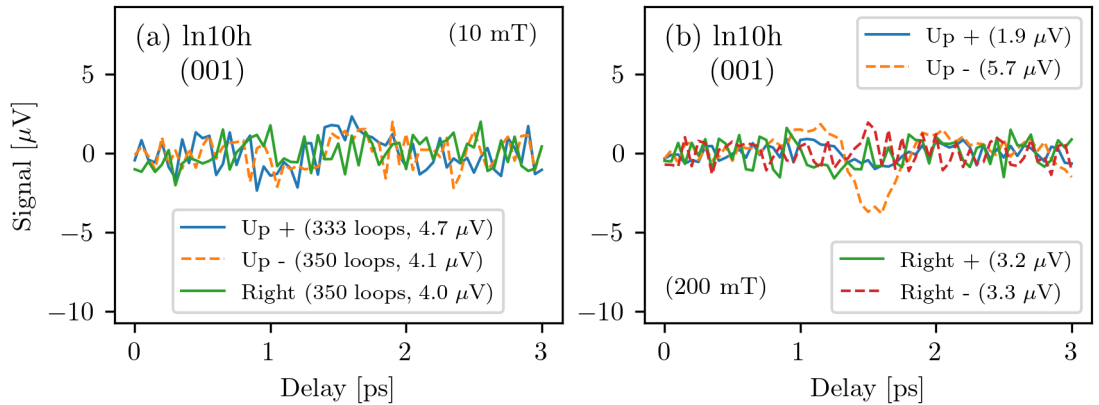 (a) ln10h
(001)
(10 mT)
Signal [μV]
5
0
−5
−10
Up + (333 loops, 4.7 μV)
Up - (350 loops, 4.1 μV)
Right (350 loops, 4.0 μV)
0
1
2
3
Delay [ps]
(b) ln10h
(001)
Up + (1.9 μV)
Up - (5.7 μV)
5
0
−5
−10
(200 mT)
Right + (3.2 μV)
Right - (3.3 μV)
0
1
2
3
Delay [ps]